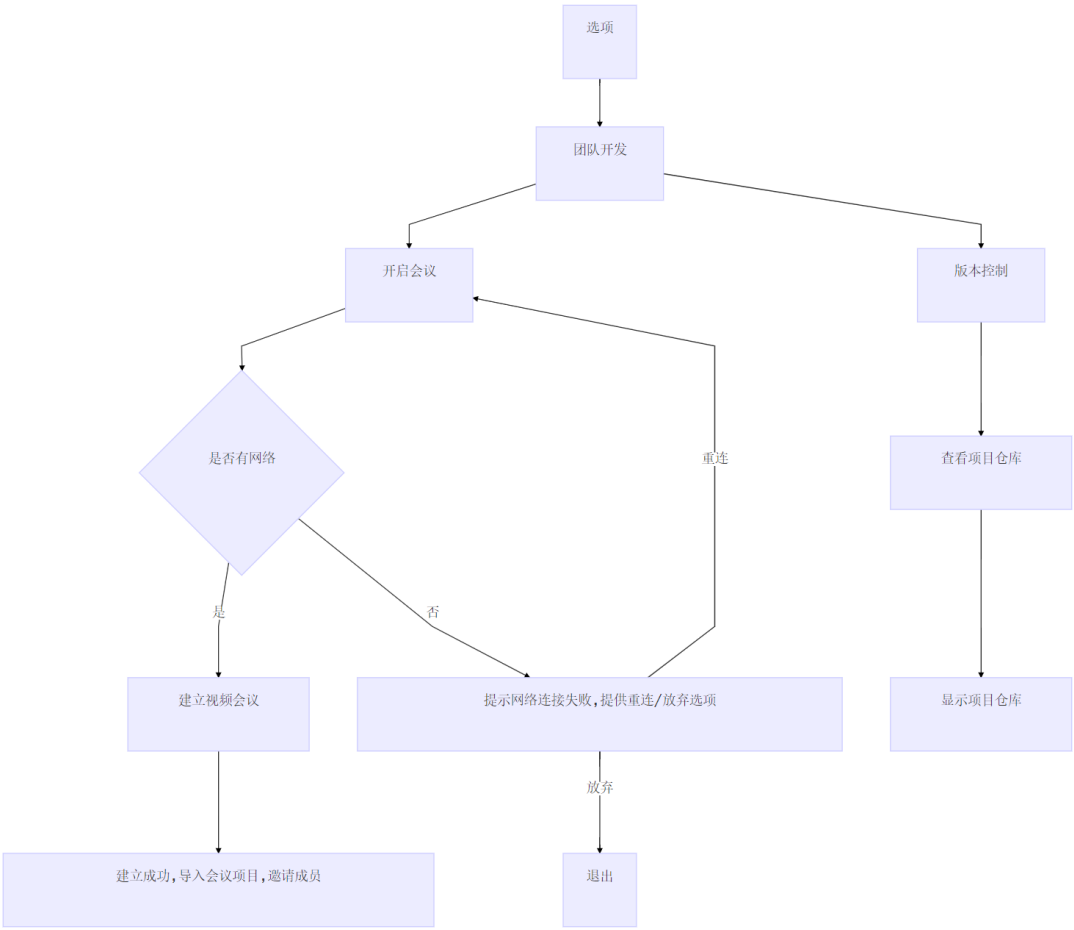 选项
团队开发
开启会议
版本控制
是否有网络
重连
查看项目仓库
是
否
建立视频会议
提示网络连接失败,提供重连/放弃选项
显示项目仓库
放弃
建立成功,导入会议项目,邀请成员
退出